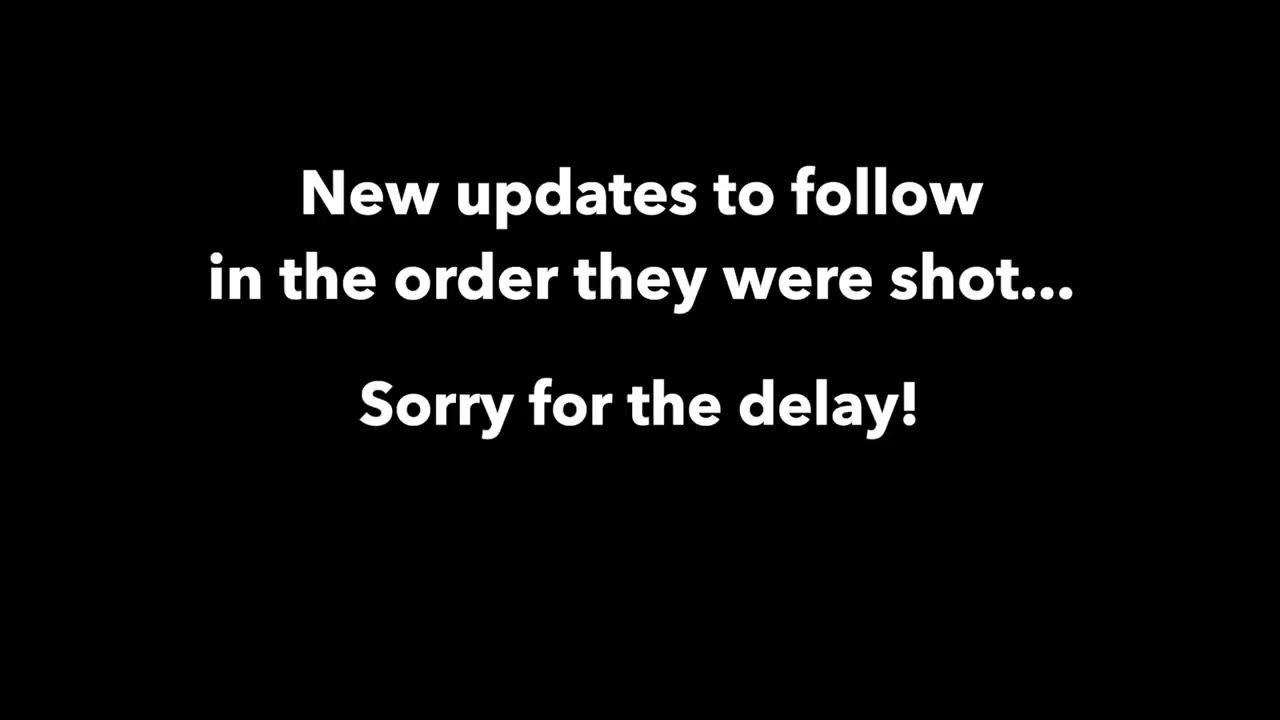 New updates to follow
in the order they were shot...
Sorry for the delay!